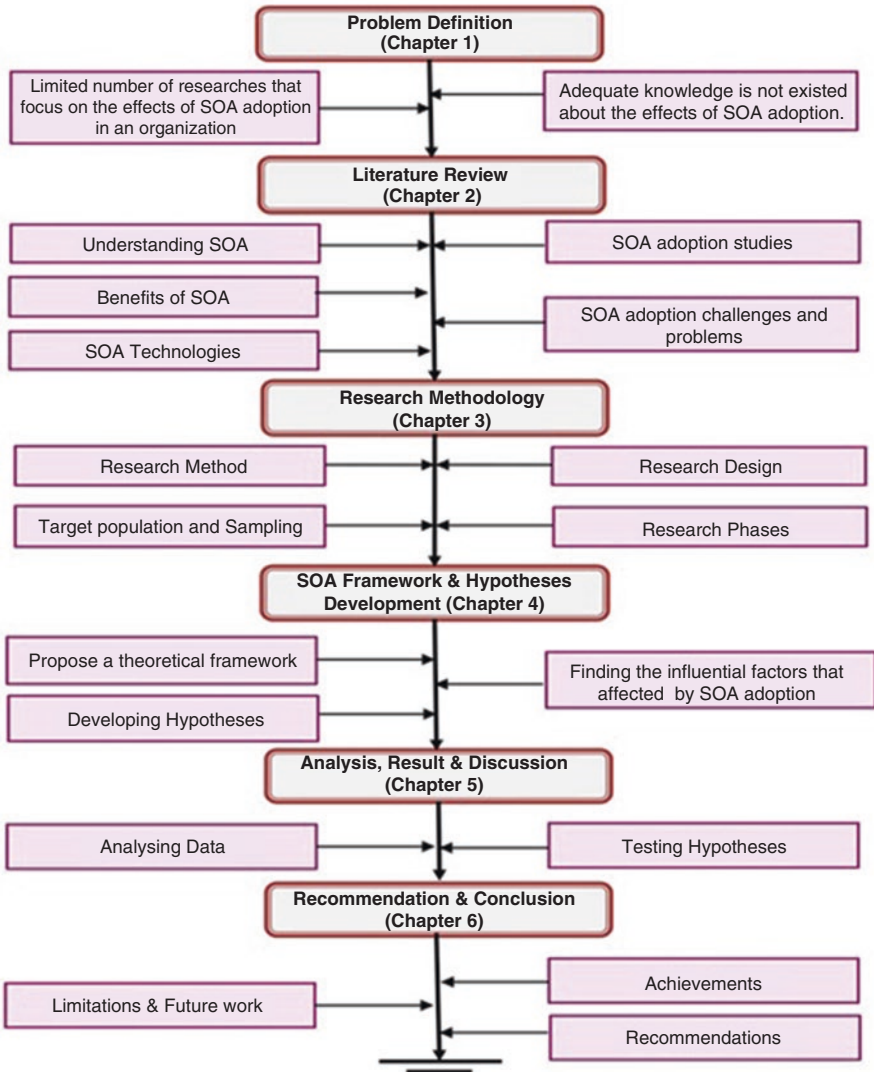 Problem Definition
(Chapter 1)
Limited number of researches that
focus on the effects of SOA adoption
in an organization
Adequate knowledge is not existed
about the effects of SOA adoption.
Literature Review
(Chapter 2)
Understanding SOA
SOA adoption studies
Benefits of SOA
SOA adoption challenges and
problems
SOA Technologies
Research Methodology
(Chapter 3)
Research Method
Research Design
Target population and Sampling
Research Phases
SOA Framework & Hypotheses
Development (Chapter 4)
Propose a theoretical framework
Finding the influential factors that
affected by SOA adoption
Developing Hypotheses
Analysis, Result & Discussion
(Chapter 5)
Analysing Data
Testing Hypotheses
Recommendation & Conclusion
(Chapter 6)
Achievements
Limitations & Future work
Recommendations